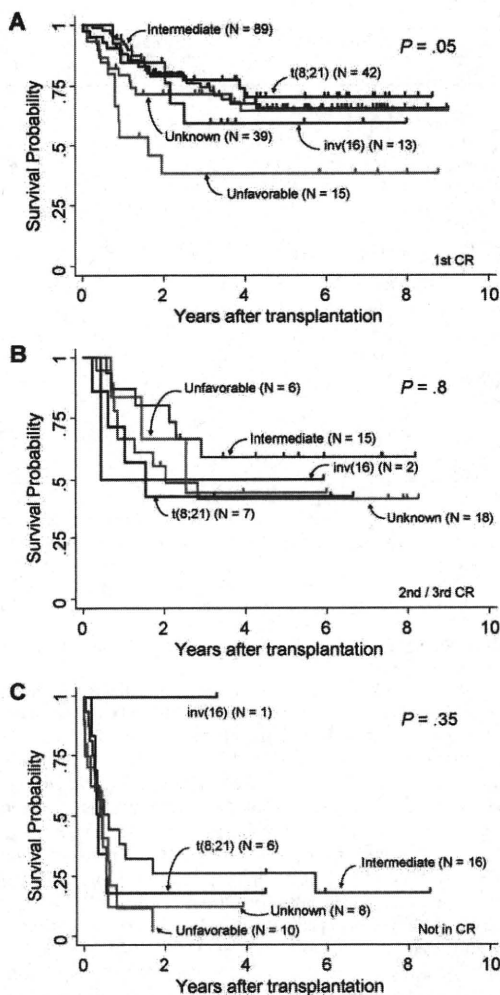 A
Survival Probability
1
.75
.5
.25
0
Intermediate (N = 89)
P = .05
t(8;21) (N = 42)
Unknown (N = 39)
inv(16) (N = 13)
Unfavorable (N = 15)
1st CR
0 2 4 6 8 10
Years after transplantation
B
Survival Probability
1
.75
.5
.25
0
Unfavorable (N = 6)
P = .8
Intermediate (N = 15)
inv(16) (N = 2)
t(8;21) (N = 7)
Unknown (N = 18)
2nd / 3rd CR
0 2 4 6 8 10
Years after transplantation
C
Survival Probability
1
.75
.5
.25
0
inv(16) (N = 1)
P = .35
t(8;21) (N = 6)
Intermediate (N = 16)
Unknown (N = 8)
Unfavorable (N = 10)
Not in CR
0 2 4 6 8 10
Years after transplantation